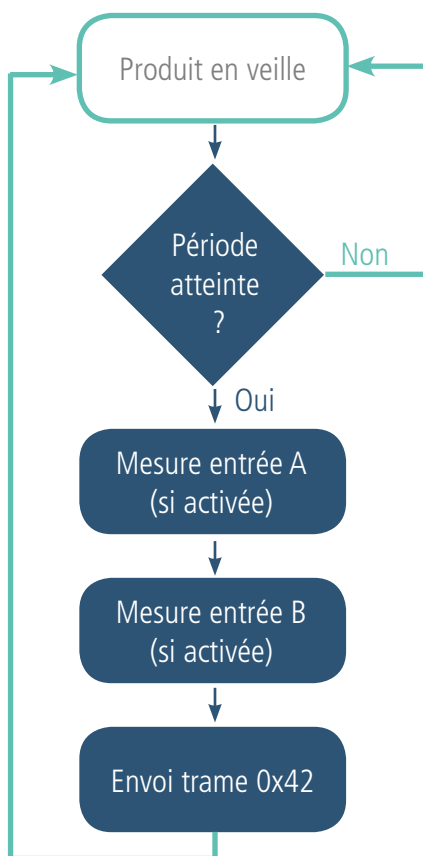 Produit en veille
Période
atteinte
?
Non
Oui
Mesure entrée A
(si activée)
Mesure entrée B
(si activée)
Envoi trame 0x42